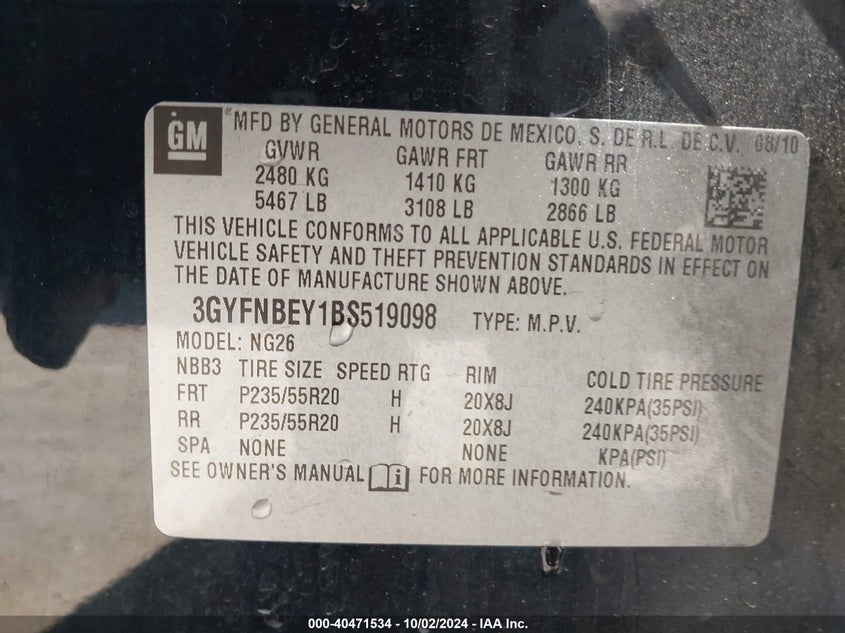 GM ® MFD BY GENERAL MOTORS DE MEXICO, S. DE R.L. DE C.V. 08/10
GVWR GAWR FRT GAWR RR
2480 KG 1410 KG 1300 KG
5467 LB 3108 LB 2866 LB
THIS VEHICLE CONFORMS TO ALL APPLICABLE U.S. FEDERAL MOTOR
VEHICLE SAFETY AND THEFT PREVENTION STANDARDS IN EFFECT ON
THE DATE OF MANUFACTURE SHOWN ABOVE.
3GYFNBEY1BS519098 TYPE: M.P.V.
MODEL: NG26
NBB3 TIRE SIZE SPEED RTG RIM COLD TIRE PRESSURE
FRT P235/55R20 H 20X8J 240KPA(35PSI)
RR P235/55R20 H 20X8J 240KPA(35PSI)
SPA NONE NONE KPA(PSI)
SEE OWNER'S MANUAL i FOR MORE INFORMATION.
000-40471534 - 10/02/2024 - IAA Inc.